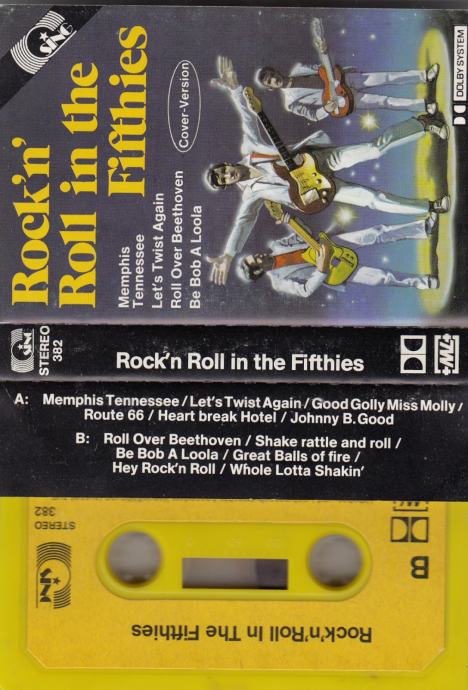 SING
Rock'n'
Roll in the
Fifthies
Memphis
Tennessee
Let's Twist Again
Roll Over Beethoven
Be Bob A Loola
Cover-Version
DOLBY SYSTEM
SING
STEREO
382
Rock'n Roll in the Fifthies
A: Memphis Tennessee / Let's Twist Again / Good Golly Miss Molly /
Route 66 / Heart break Hotel / Johnny B. Good
B: Roll Over Beethoven / Shake rattle and roll /
Be Bob A Loola / Great Balls of fire /
Hey Rock'n Roll / Whole Lotta Shakin'
STEREO
382
SING
B
Rock'n'Roll In The Fifthies